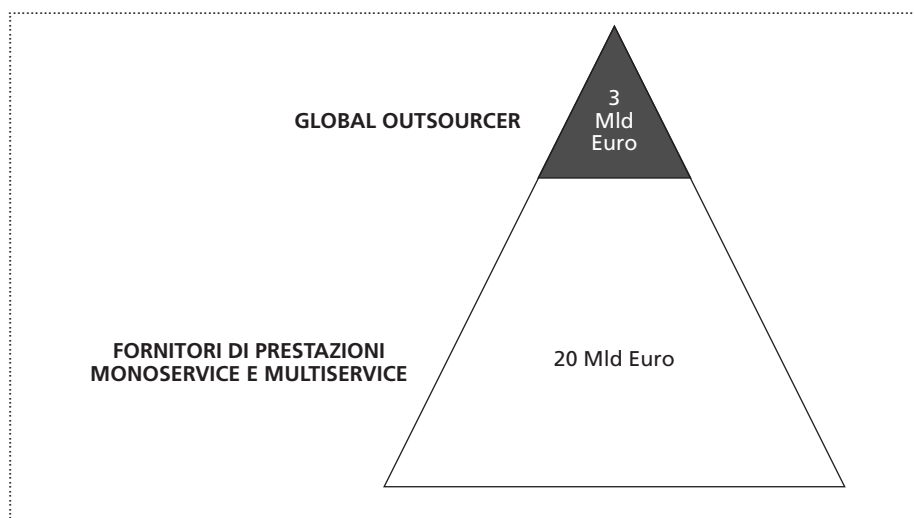 3
Mld
Euro
GLOBAL OUTSOURCER
FORNITORI DI PRESTAZIONI
MONOSERVICE E MULTISERVICE
20 Mld Euro